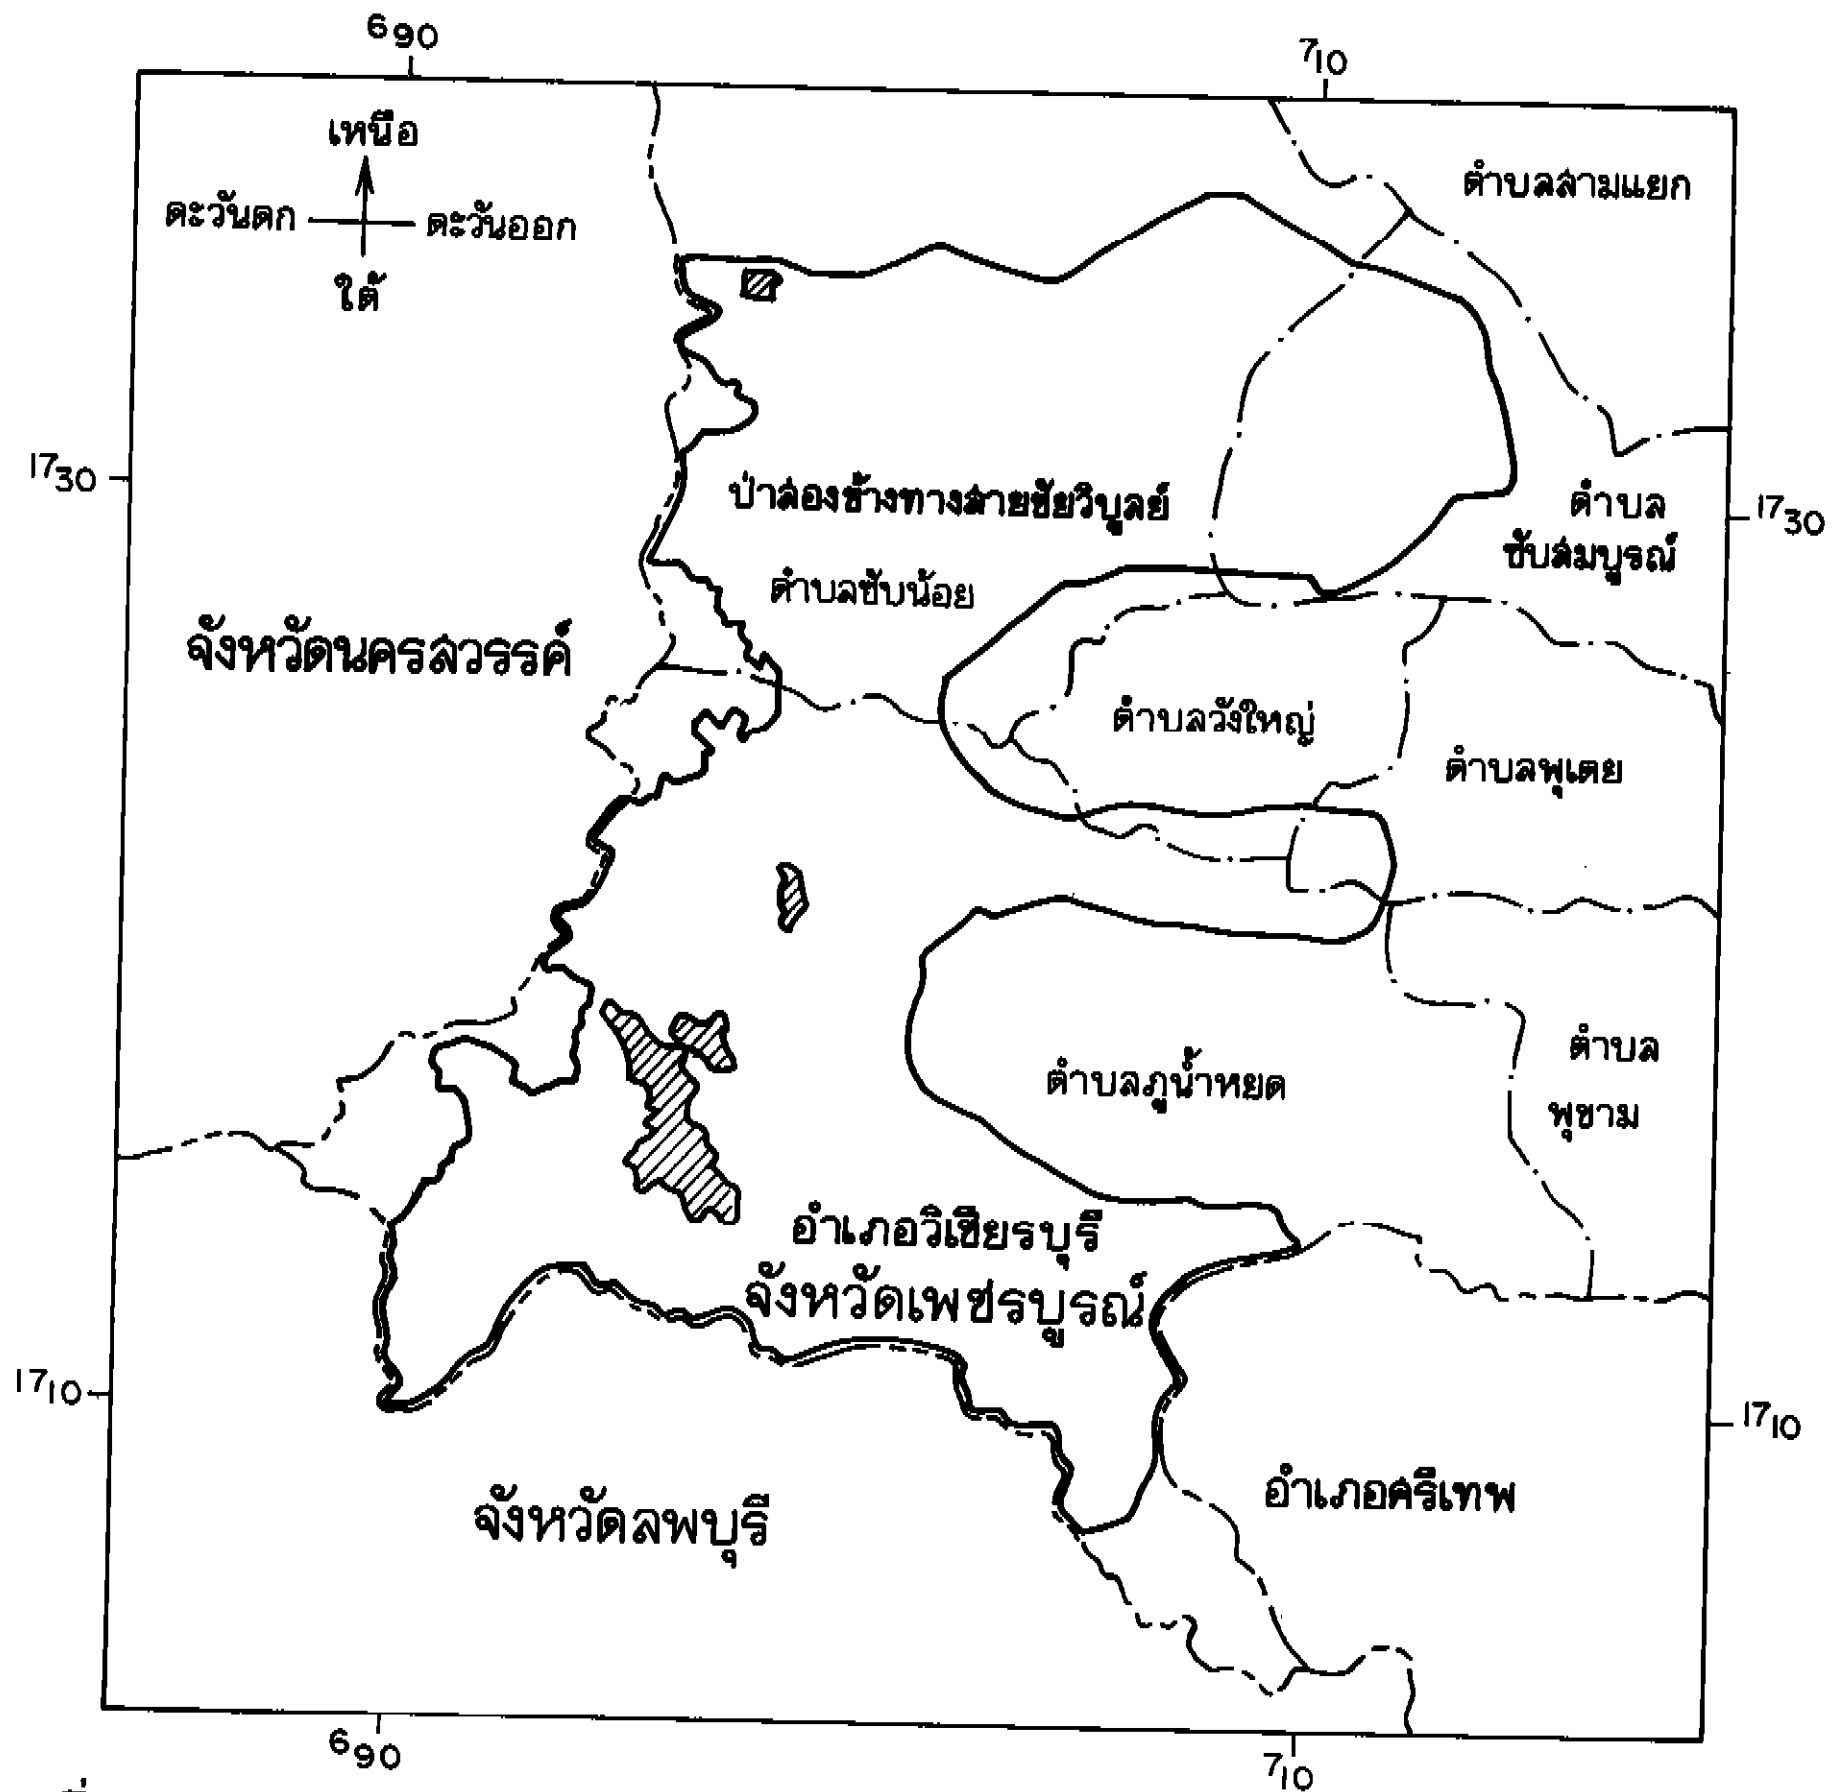 690
710
เหนือ
ตะวันตก
ตะวันออก
ใต้
ตำบลสามแยก
1730
ป่าสองข้างทางสายชัยวิบูลย์
ตำบล
ซับสมบูรณ์
1730
ตำบลซับน้อย
จังหวัดนครสวรรค์
ตำบลวังใหญ่
ตำบลพุเตย
ตำบลภูน้ำหยด
ตำบล
พุขาม
อำเภอวิเชียรบุรี
จังหวัดเพชรบูรณ์
1710
1710
จังหวัดลพบุรี
อำเภอศรีเทพ
690
710